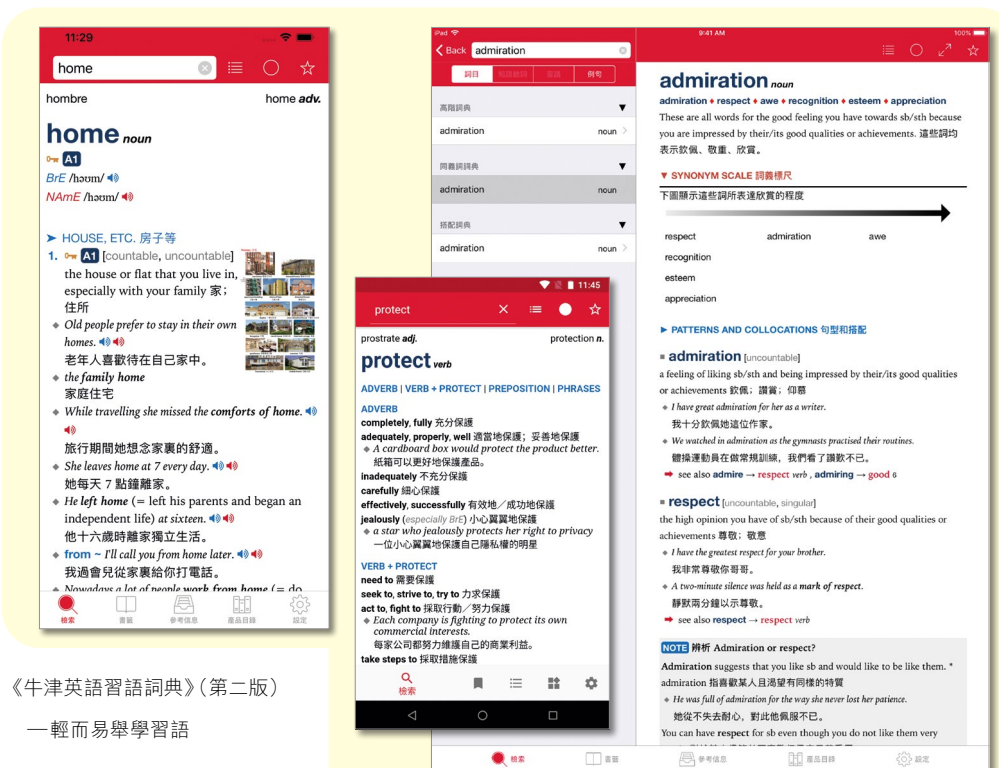 11:29
home
hombre
home adv.
home noun
A1
BrE /həʊm/
NAmE /hoʊm/
➤ HOUSE, ETC. 房子等
1. A1 [countable, uncountable]
the house or flat that you live in,
especially with your family 家；
住所
◆ Old people prefer to stay in their own
homes.
老年人喜歡待在自己家中。
◆ the family home
家庭住宅
◆ While travelling she missed the comforts of home.
旅行期間她想念家裏的舒適。
◆ She leaves home at 7 every day.
她每天 7 點鐘離家。
◆ He left home (= left his parents and began an
independent life) at sixteen.
他十六歲時離家獨立生活。
◆ from ~ I'll call you from home later.
我過會兒從家裏給你打電話。
◆ Nowadays a lot of people work from home (= do
檢索
書籤
參考信息
產品目錄
設定
《牛津英語習語詞典》（第二版）
—輕而易舉學習語
11:45
protect
prostrate adj.
protection n.
protect verb
ADVERB | VERB + PROTECT | PREPOSITION | PHRASES
ADVERB
completely, fully 充分保護
adequately, properly, well 適當地保護；妥善地保護
◆ A cardboard box would protect the product better.
紙箱可以更好地保護產品。
inadequately 不充分保護
carefully 細心保護
effectively, successfully 有效地／成功地保護
jealously (especially BrE) 小心翼翼地保護
◆ a star who jealously protects her right to privacy
一位小心翼翼地保護自己隱私權的明星
VERB + PROTECT
need to 需要保護
seek to, strive to, try to 力求保護
act to, fight to 採取行動／努力保護
◆ Each company is fighting to protect its own
commercial interests.
每家公司都努力維護自己的商業利益。
take steps to 採取措施保護
檢索
iPad
9:41 AM
100%
Back
admiration
詞目
例句
高階詞典
admiration noun
同義詞詞典
admiration noun
搭配詞典
admiration noun
admiration noun
admiration ♦ respect ♦ awe ♦ recognition ♦ esteem ♦ appreciation
These are all words for the good feeling you have towards sb/sth because
you are impressed by their/its good qualities or achievements. 這些詞均
表示欽佩、敬重、欣賞。
▼ SYNONYM SCALE 詞義標尺
下圖顯示這些詞所表達欣賞的程度
respect admiration awe
recognition
esteem
appreciation
► PATTERNS AND COLLOCATIONS 句型和搭配
■ admiration [uncountable]
a feeling of liking sb/sth and being impressed by their/its good qualities
or achievements 欽佩；讚賞；仰慕
◆ I have great admiration for her as a writer.
我十分欽佩她這位作家。
◆ We watched in admiration as the gymnasts practised their routines.
體操運動員在做常規訓練，我們看了讚歎不已。
➡ see also admire → respect verb , admiring → good 6
■ respect [uncountable, singular]
the high opinion you have of sb/sth because of their good qualities or
achievements 尊敬；敬意
◆ I have the greatest respect for your brother.
我非常尊敬你哥哥。
◆ A two-minute silence was held as a mark of respect.
靜默兩分鐘以示尊敬。
➡ see also respect → respect verb
NOTE 辨析 Admiration or respect?
Admiration suggests that you like sb and would like to be like them. *
admiration 指喜歡某人且渴望有同樣的特質
◆ He was full of admiration for the way she never lost her patience.
她從不失去耐心，對此他佩服不已。
You can have respect for sb even though you do not like them very
檢索
書籤
參考信息
產品目錄
設定